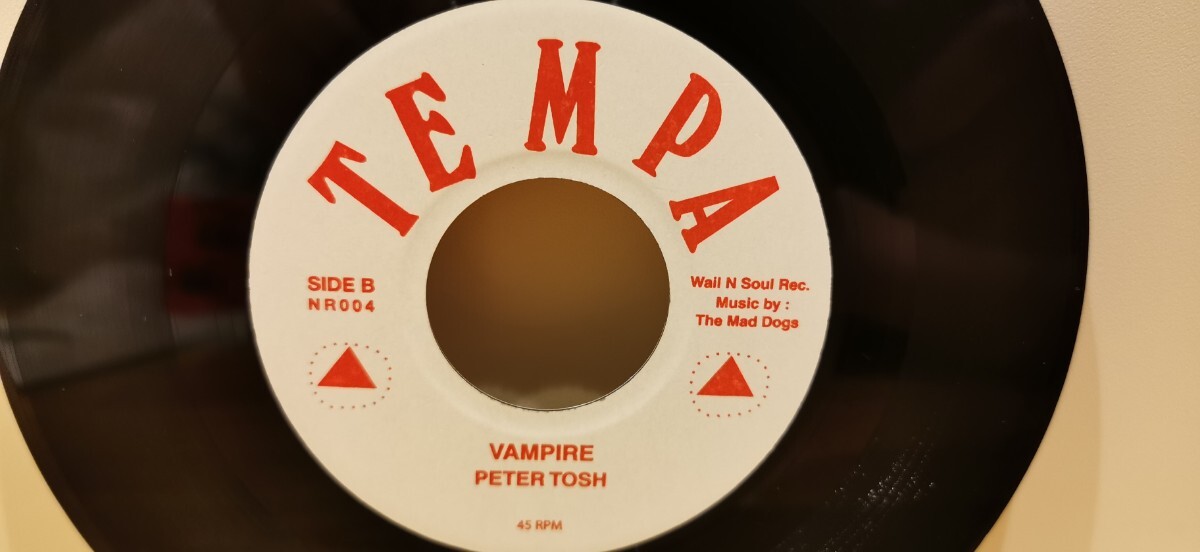 TEMPA
SIDE B
NR004
Wail N Soul Rec.
Music by :
The Mad Dogs
VAMPIRE
PETER TOSH
45 RPM